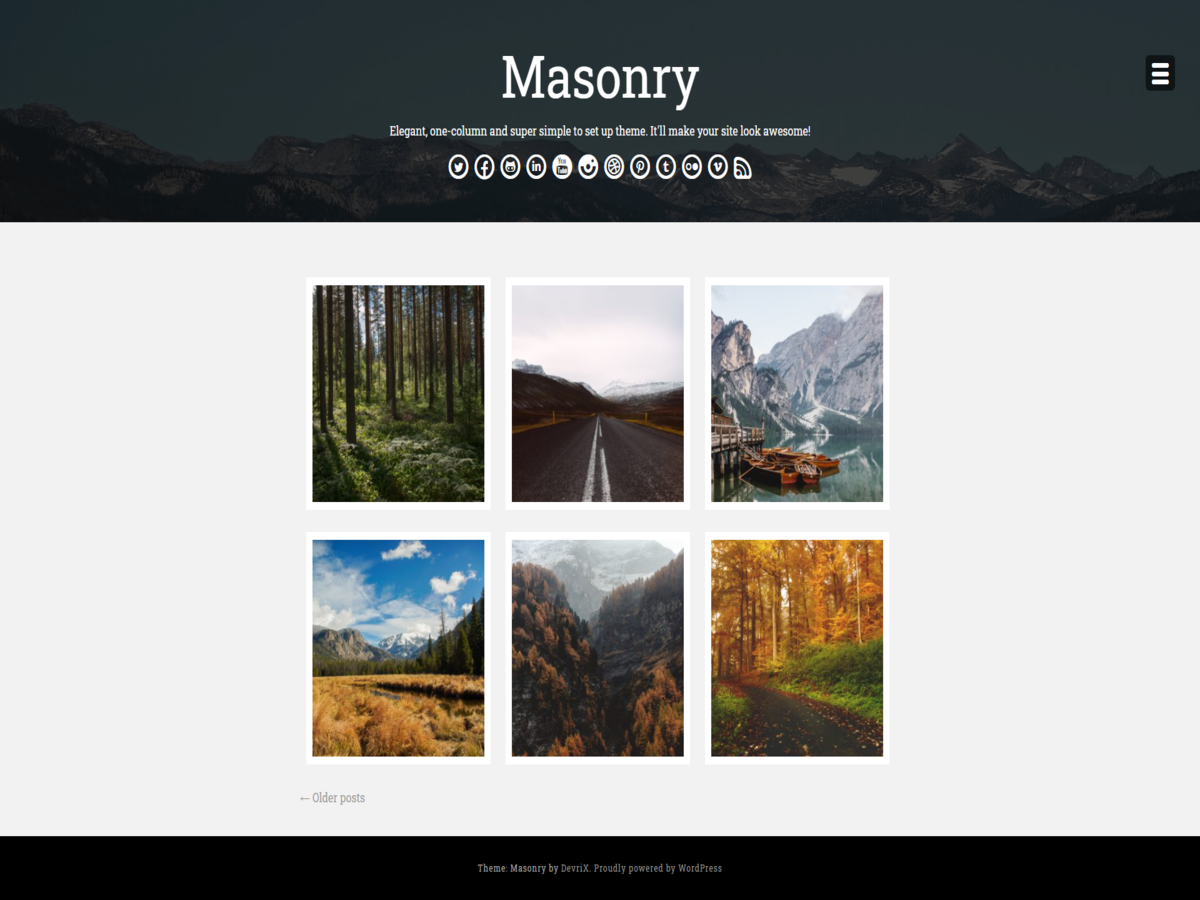 Masonry
Elegant, one-column and super simple to set up theme. It'll make your site look awesome!
← Older posts
Theme: Masonry by DevriX. Proudly powered by WordPress